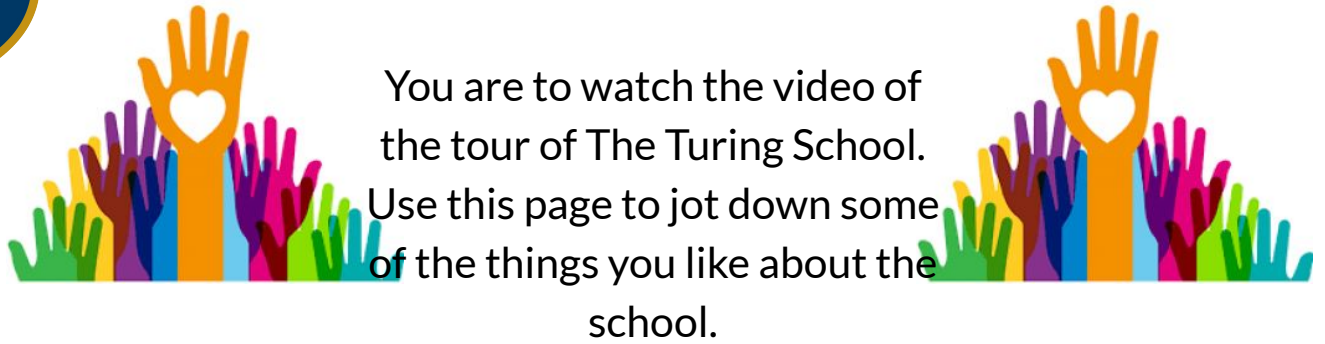 You are to watch the video of
the tour of The Turing School.
Use this page to jot down some
of the things you like about the
school.